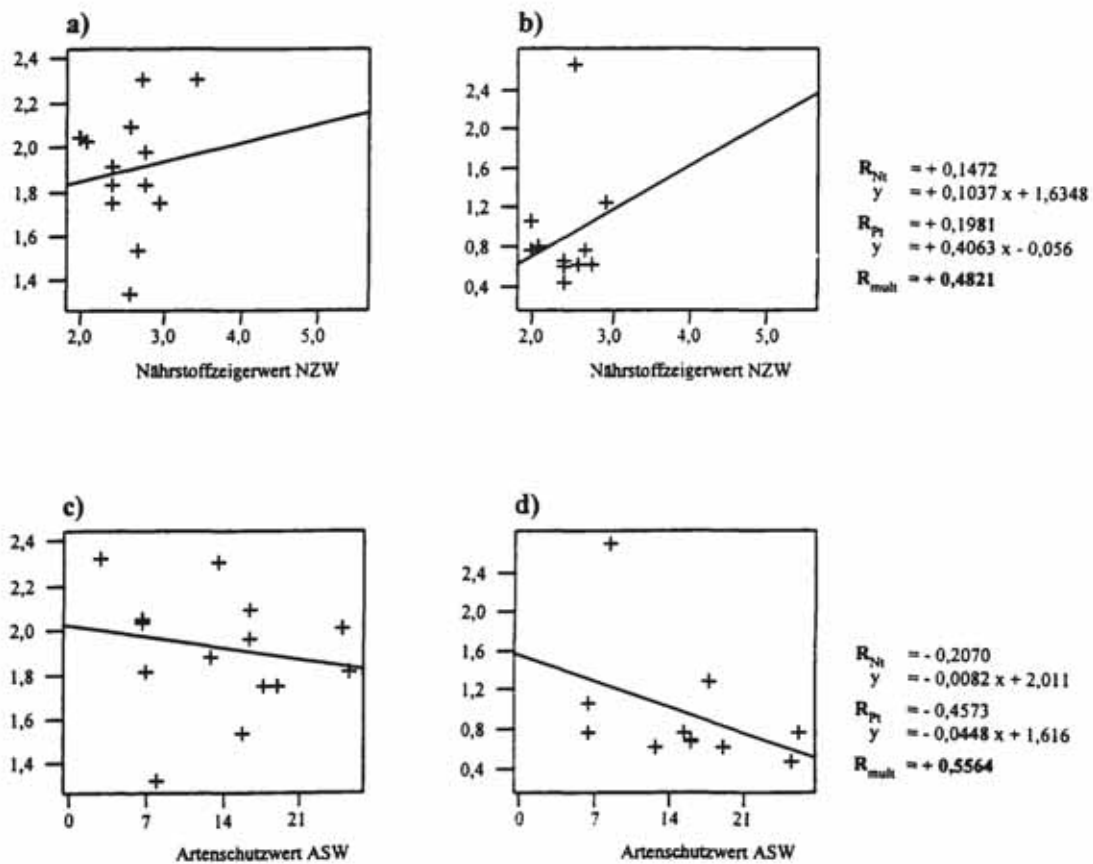 a)
2,4
2,2
2,0
1,8
1,6
1,4
2,0 3,0 4,0 5,0
Nährstoffzeigerwert NZW
b)
2,4
2,0
1,6
1,2
0,8
0,4
2,0 3,0 4,0 5,0
Nährstoffzeigerwert NZW
R_Nt = + 0,1472
y = + 0,1037 x + 1,6348
R_Pt = + 0,1981
y = + 0,4063 x - 0,056
R_mult = + 0,4821
c)
2,4
2,2
2,0
1,8
1,6
1,4
0 7 14 21
Artenschutzwert ASW
d)
2,4
2,0
1,6
1,2
0,8
0,4
0 7 14 21
Artenschutzwert ASW
R_Nt = - 0,2070
y = - 0,0082 x + 2,011
R_Pt = - 0,4573
y = - 0,0448 x + 1,616
R_mult = + 0,5564